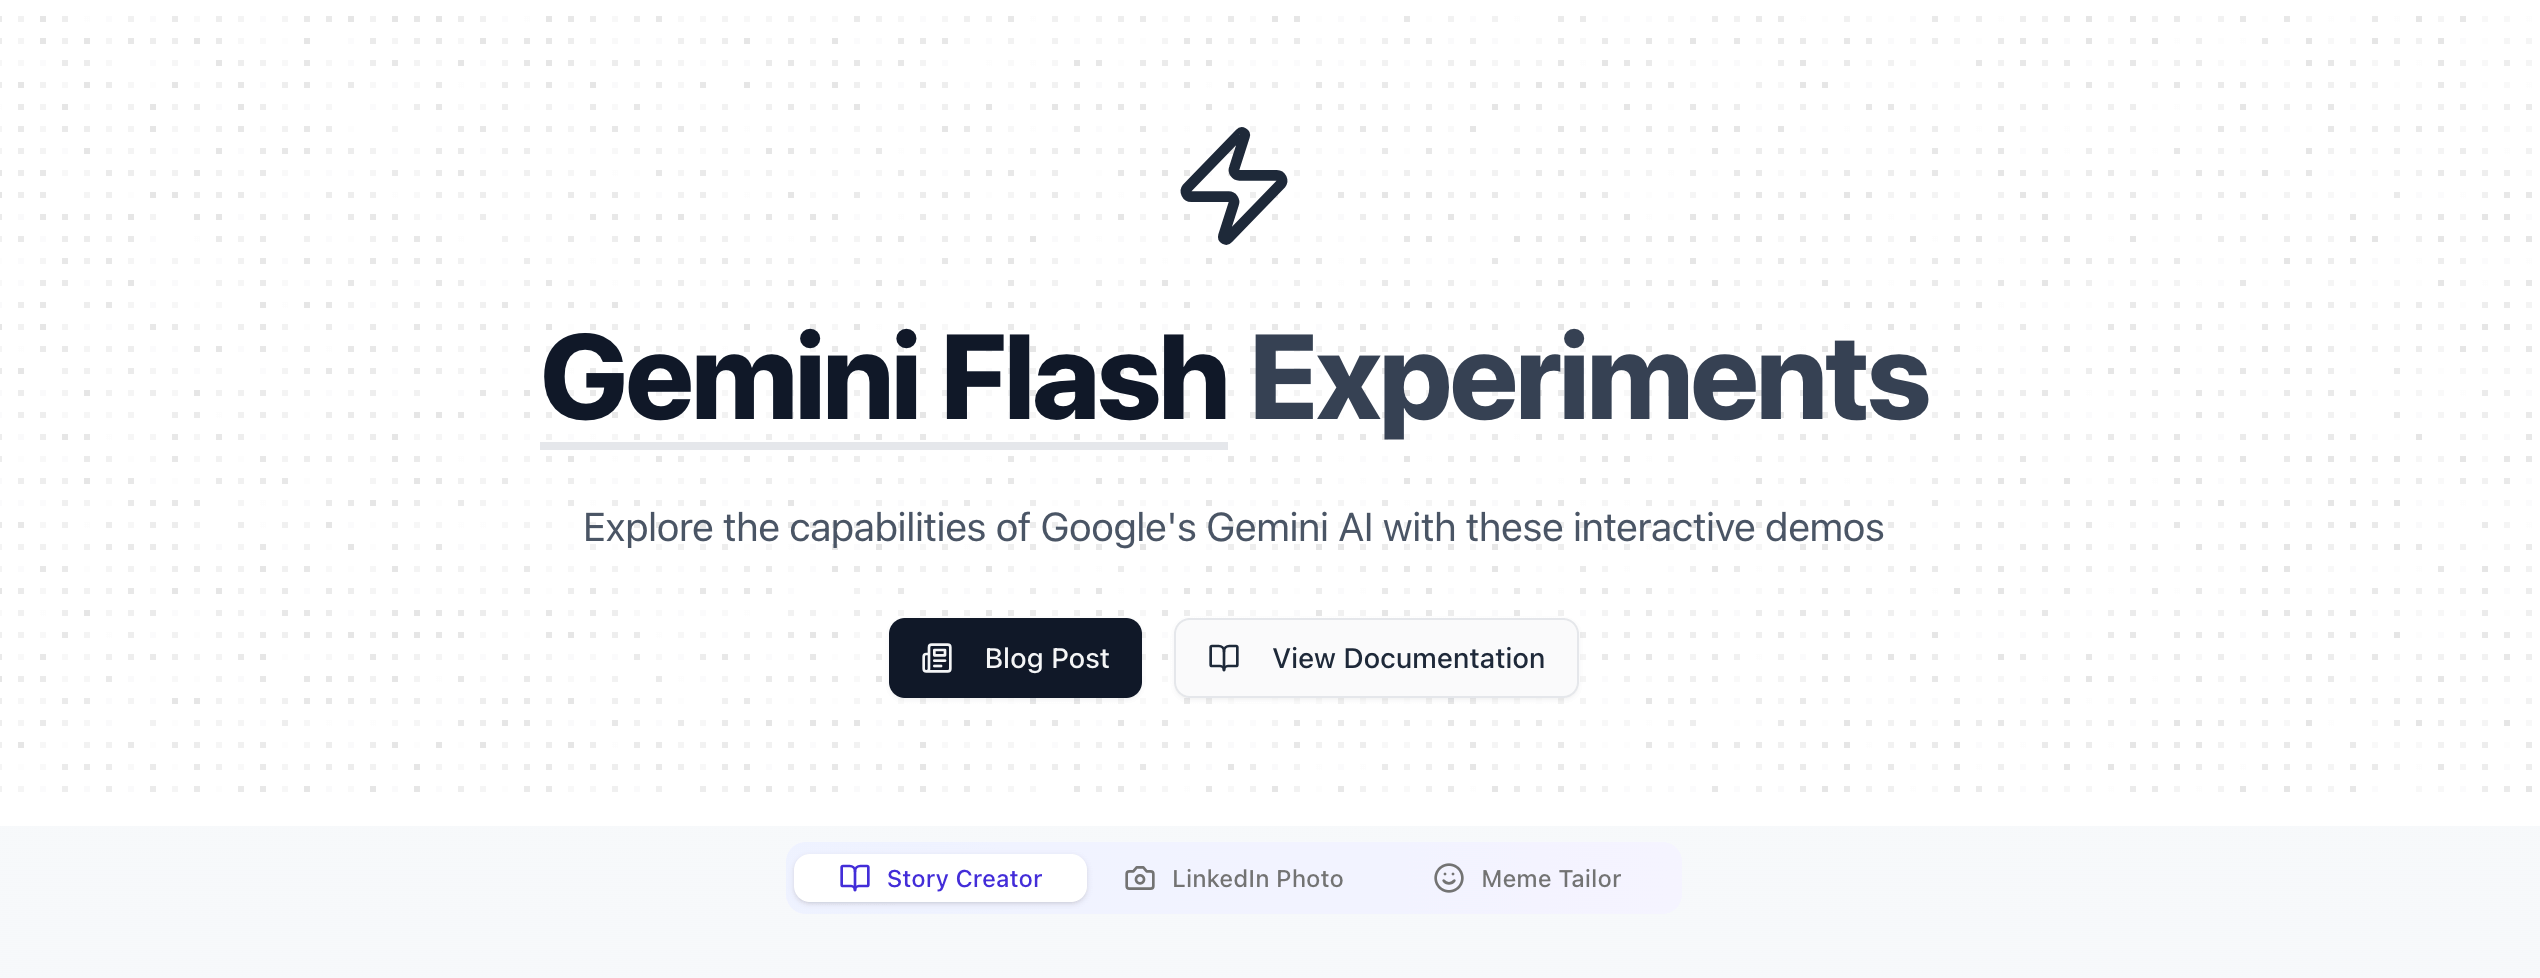 Gemini Flash Experiments
Explore the capabilities of Google's Gemini AI with these interactive demos
Blog Post
View Documentation
Story Creator
LinkedIn Photo
Meme Tailor